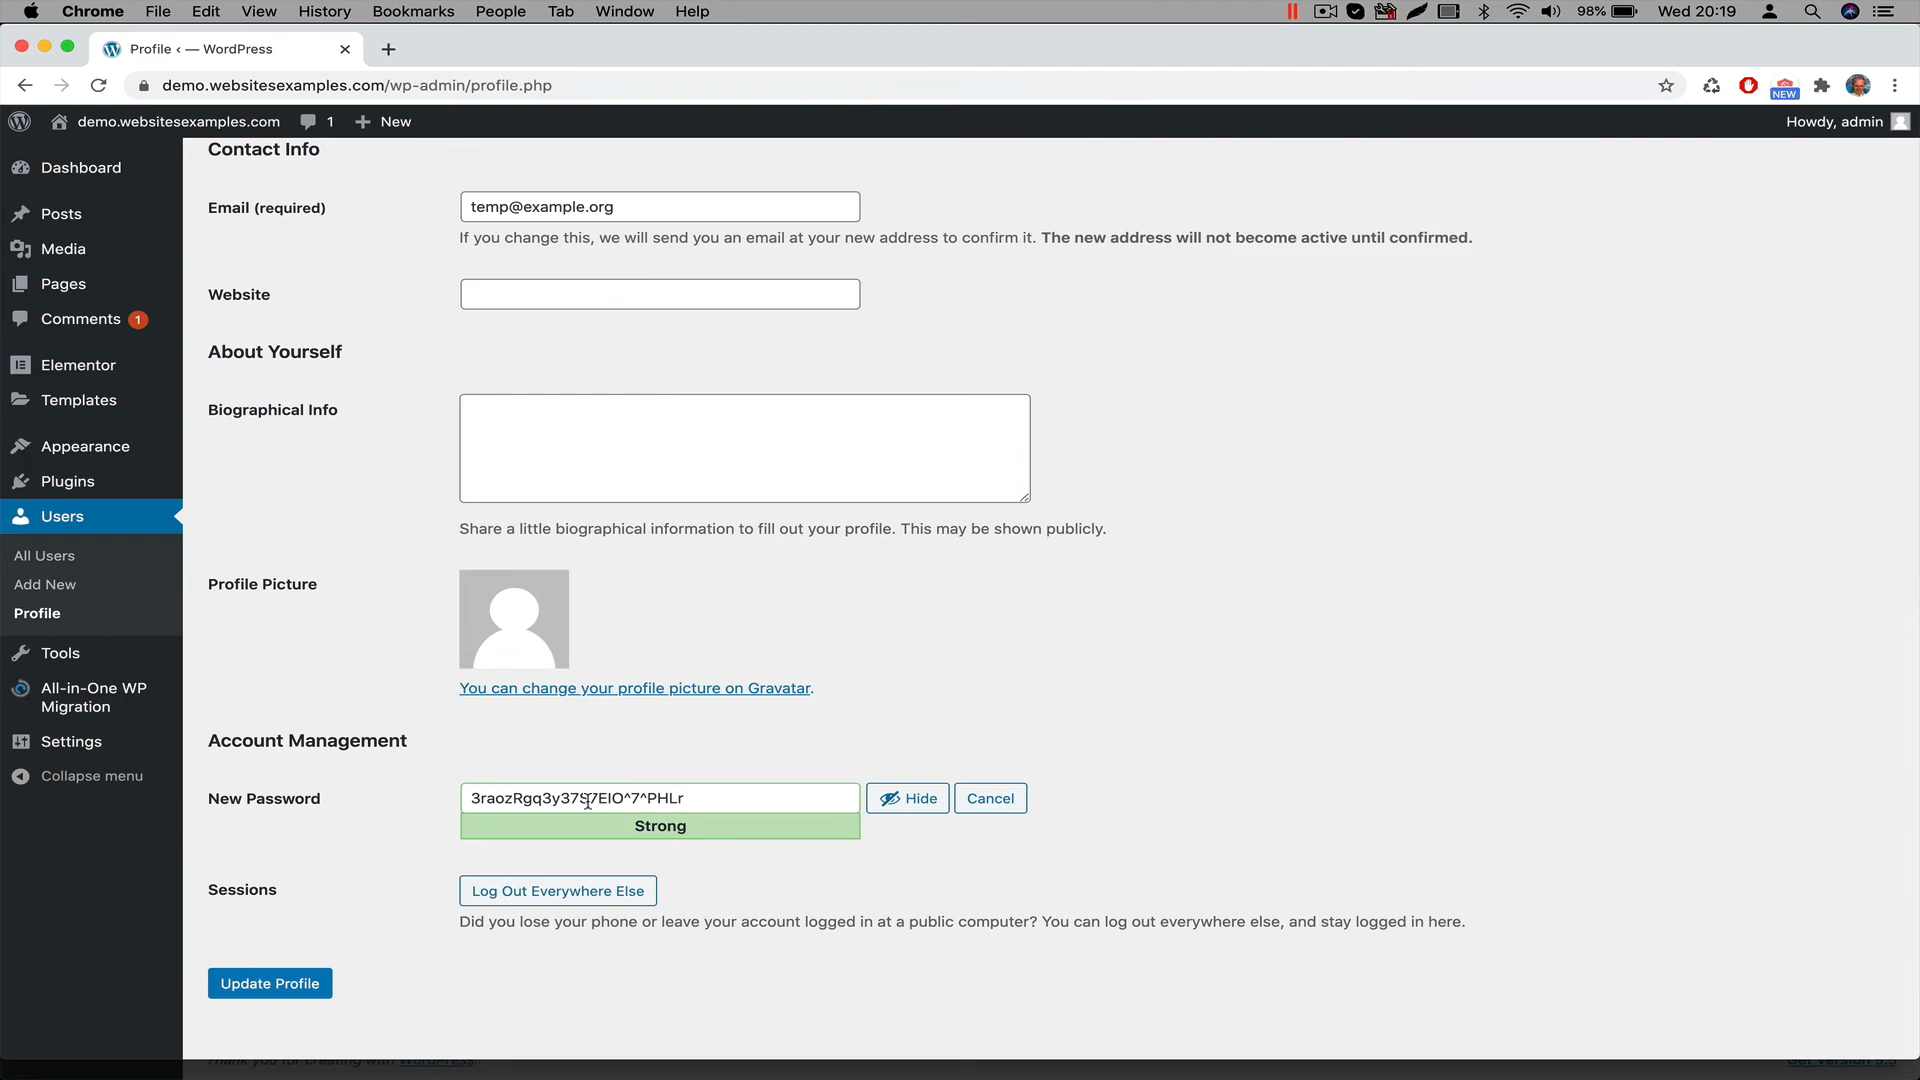 Chrome File Edit View History Bookmarks People Tab Window Help 98% Wed 20:19
Profile ‹ — WordPress
demo.websitesexamples.com/wp-admin/profile.php
NEW
demo.websitesexamples.com 1 New Howdy, admin
Dashboard
Posts
Media
Pages
Comments 1
Elementor
Templates
Appearance
Plugins
Users
All Users
Add New
Profile
Tools
All-in-One WP
Migration
Settings
Collapse menu
Contact Info
Email (required) temp@example.org
If you change this, we will send you an email at your new address to confirm it. The new address will not become active until confirmed.
Website
About Yourself
Biographical Info
Share a little biographical information to fill out your profile. This may be shown publicly.
Profile Picture
You can change your profile picture on Gravatar.
Account Management
New Password Hide Cancel
Strong
Sessions Log Out Everywhere Else
Did you lose your phone or leave your account logged in at a public computer? You can log out everywhere else, and stay logged in here.
Update Profile
Thank you for creating with WordPress.